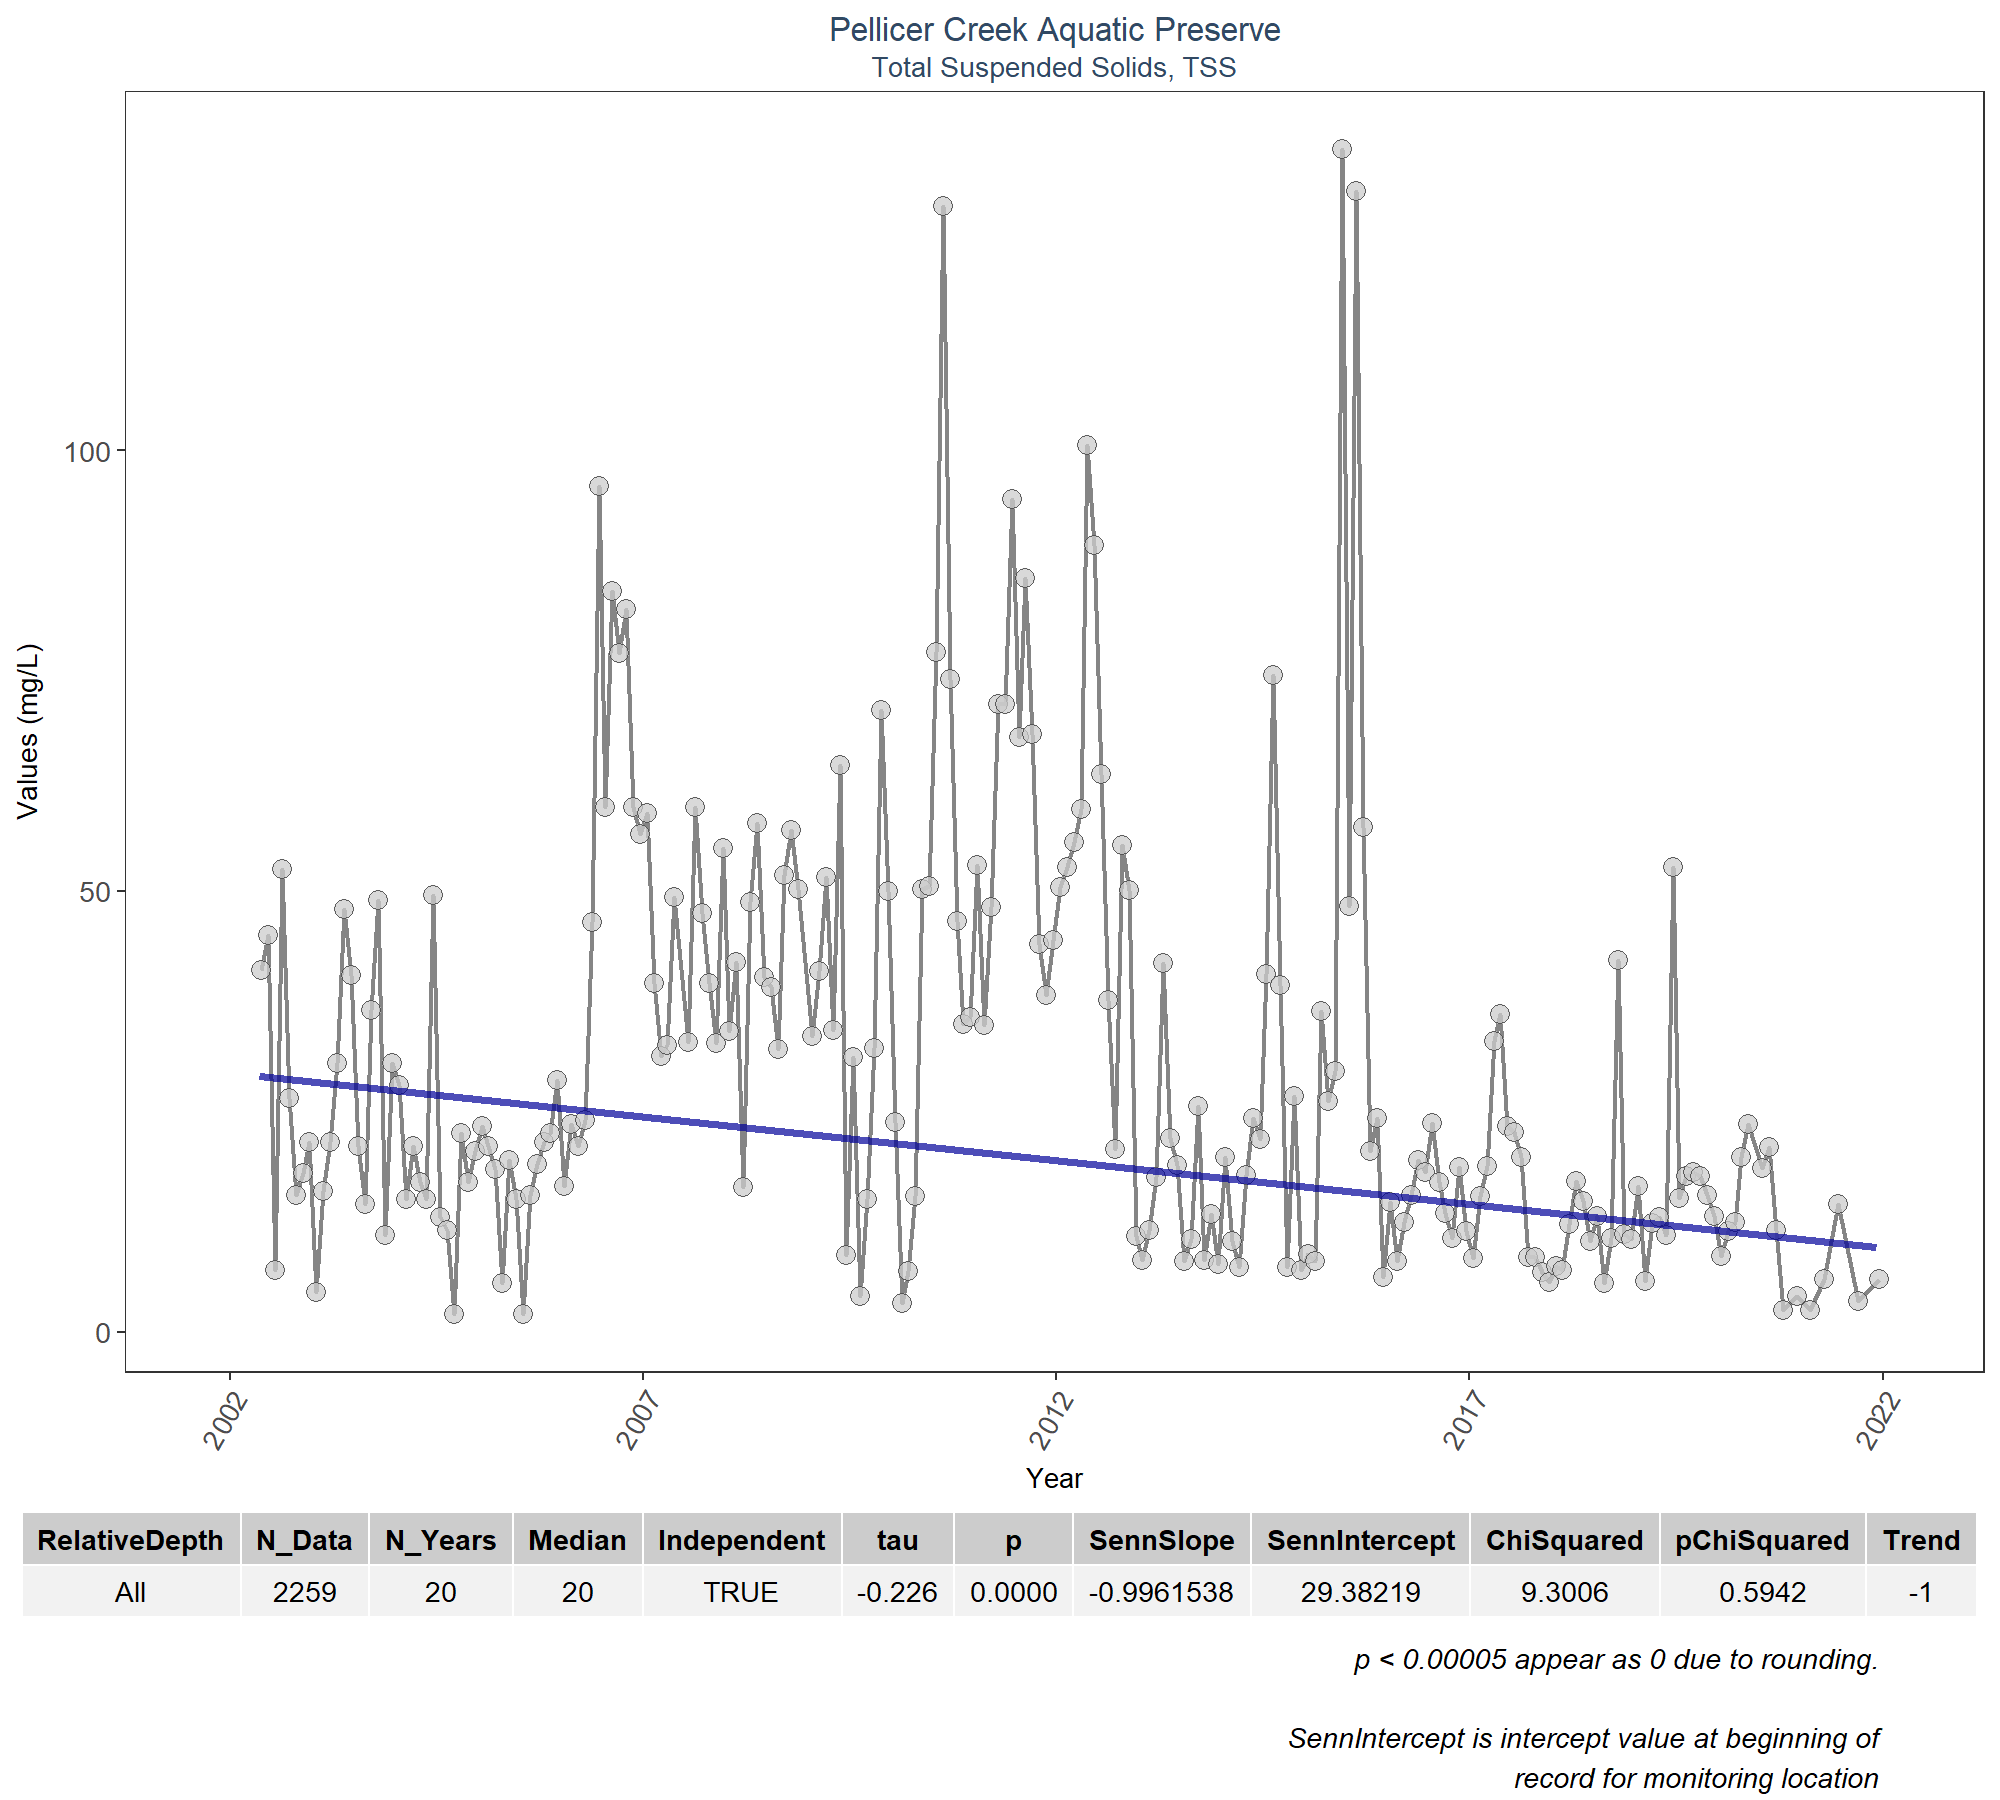 Pellicer Creek Aquatic Preserve
Total Suspended Solids, TSS
Values (mg/L)
100
50
0
2002
2007
2012
2017
2022
Year
RelativeDepth N_Data N_Years Median Independent tau p SennSlope SennIntercept ChiSquared pChiSquared Trend
All 2259 20 20 TRUE -0.226 0.0000 -0.9961538 29.38219 9.3006 0.5942 -1
p < 0.00005 appear as 0 due to rounding.
SennIntercept is intercept value at beginning of
record for monitoring location